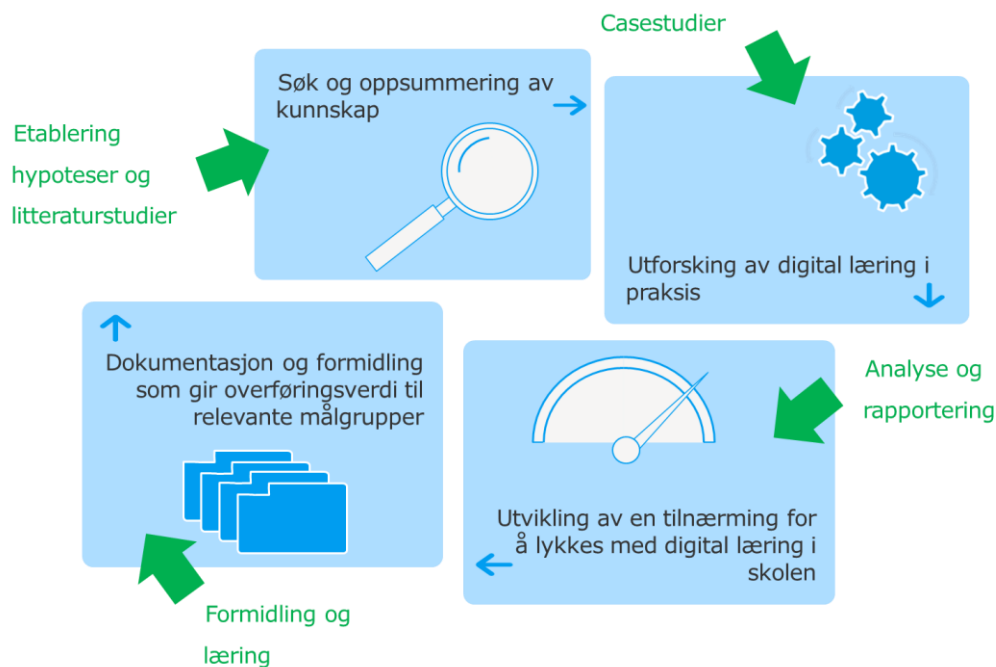 Etablering
hypoteser og
litteraturstudier
Søk og oppsummering av
kunnskap
Casestudier
Utforsking av digital læring i
praksis
Analyse og
rapportering
Utvikling av en tilnærming for
å lykkes med digital læring i
skolen
Dokumentasjon og formidling
som gir overføringsverdi til
relevante målgrupper
Formidling og
læring